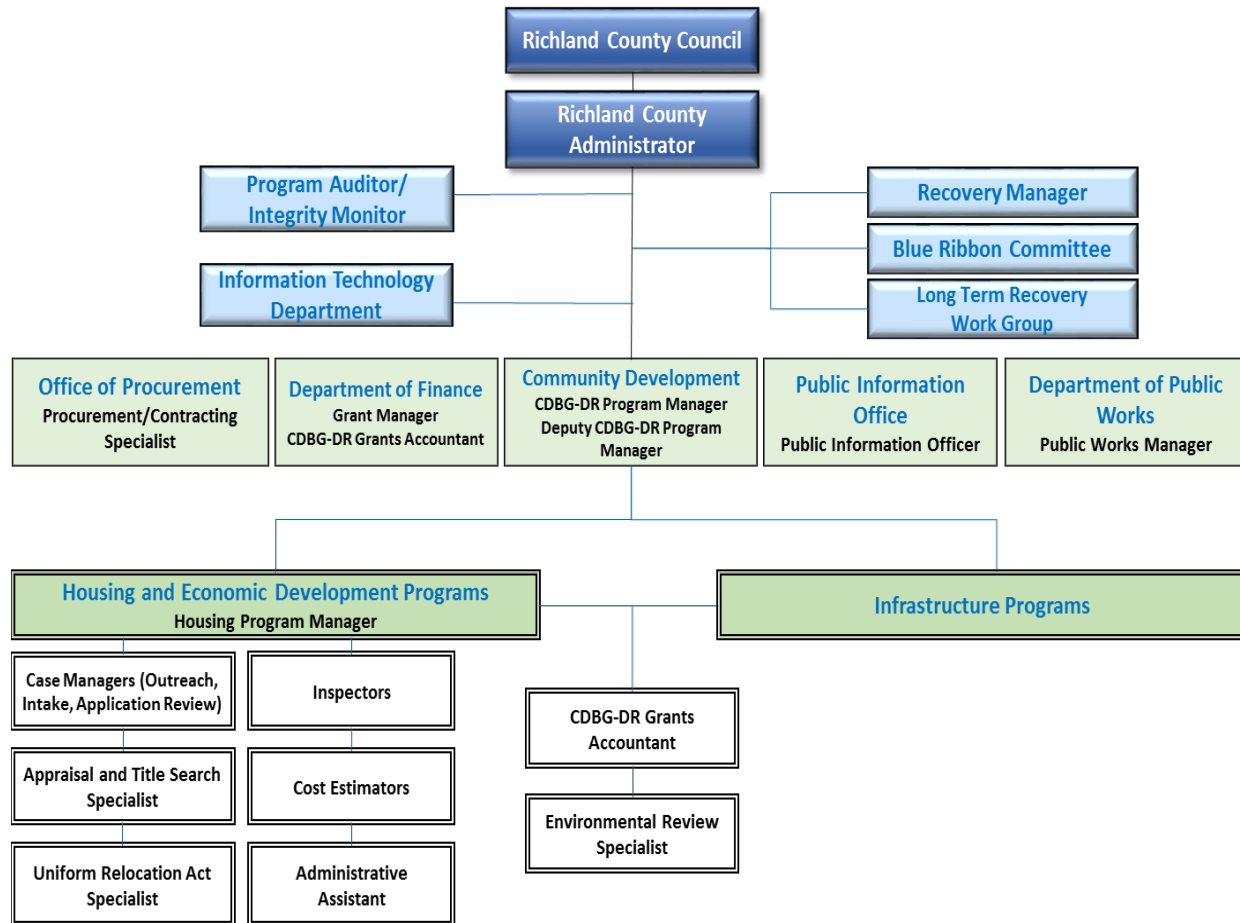 Richland County Council
Richland County
Administrator
Program Auditor/
Integrity Monitor
Recovery Manager
Blue Ribbon Committee
Information Technology
Department
Long Term Recovery
Work Group
Office of Procurement
Procurement/Contracting
Specialist
Department of Finance
Grant Manager
CDBG-DR Grants Accountant
Community Development
CDBG-DR Program Manager
Deputy CDBG-DR Program
Manager
Public Information
Office
Public Information Officer
Department of Public
Works
Public Works Manager
Housing and Economic Development Programs
Housing Program Manager
Infrastructure Programs
Case Managers (Outreach,
Intake, Application Review)
Appraisal and Title Search
Specialist
Uniform Relocation Act
Specialist
Inspectors
Cost Estimators
Administrative
Assistant
CDBG-DR Grants
Accountant
Environmental Review
Specialist